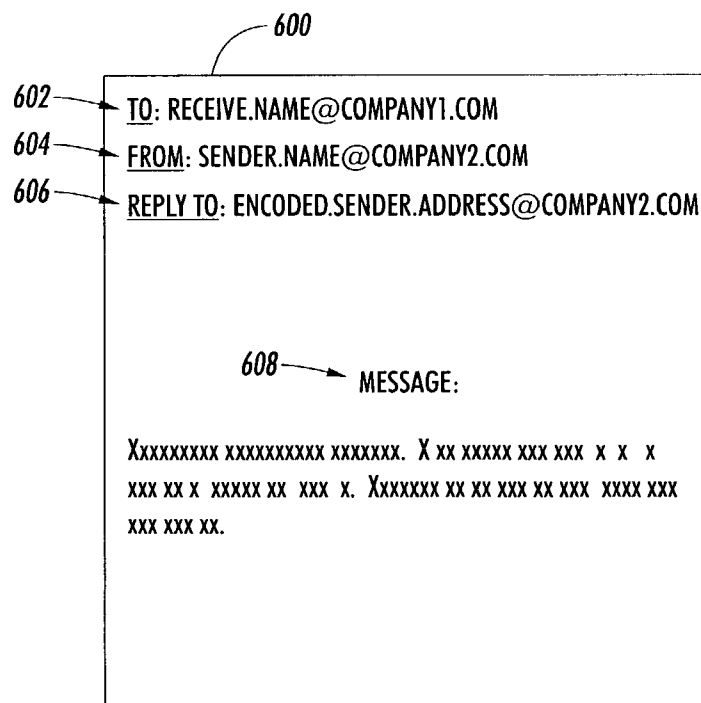 600
602 TO: RECEIVE.NAME@COMPANY1.COM
604 FROM: SENDER.NAME@COMPANY2.COM
606 REPLY TO: ENCODED.SENDER.ADDRESS@COMPANY2.COM
608 MESSAGE:
Xxxxxxxxx xxxxxxxxxx xxxxxxx. X xx xxxxx xxx xxx x x x
xxx xx x xxxxx xx xxx x. Xxxxxxx xx xx xxx xx xxx xxxx xxx
xxx xxx xx.